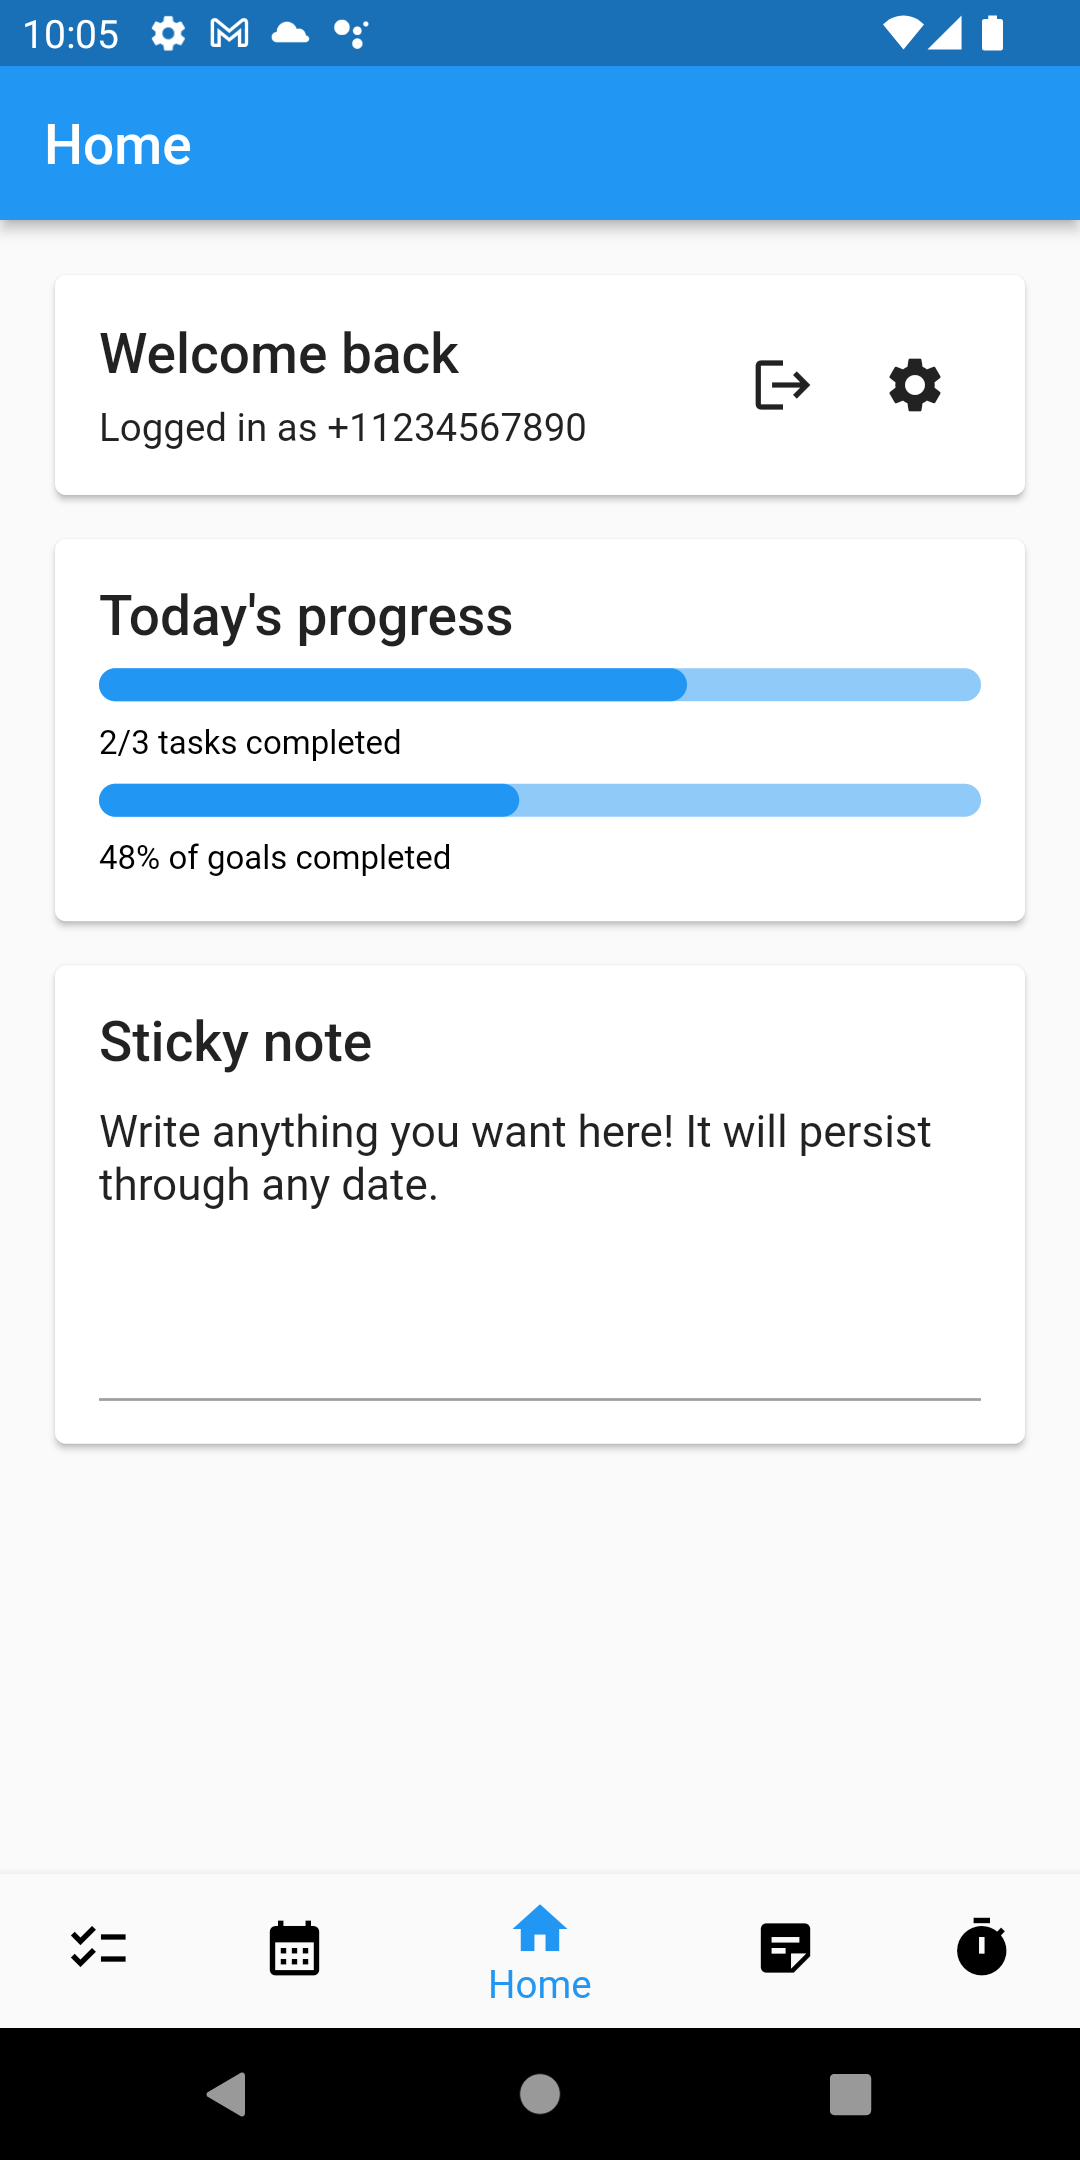 10:05
Home
Welcome back
Logged in as +11234567890
Today's progress
2/3 tasks completed
48% of goals completed
Sticky note
Write anything you want here! It will persist
through any date.
Home